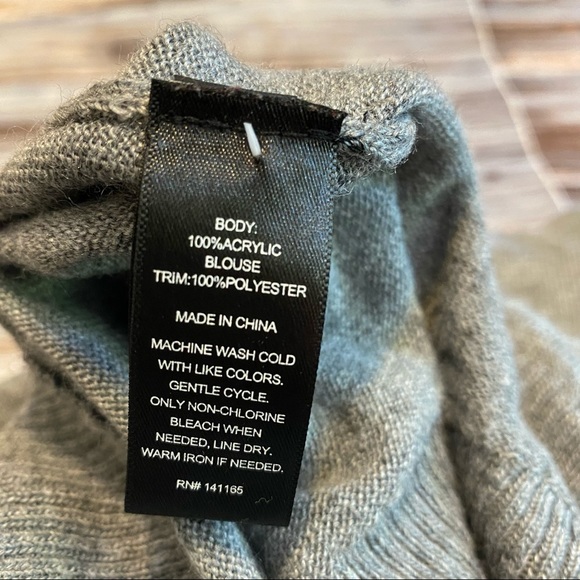 BODY:
100%ACRYLIC
BLOUSE
TRIM:100%POLYESTER
MADE IN CHINA
MACHINE WASH COLD
WITH LIKE COLORS.
GENTLE CYCLE.
ONLY NON-CHLORINE
BLEACH WHEN
NEEDED, LINE DRY.
WARM IRON IF NEEDED.
RN# 141165